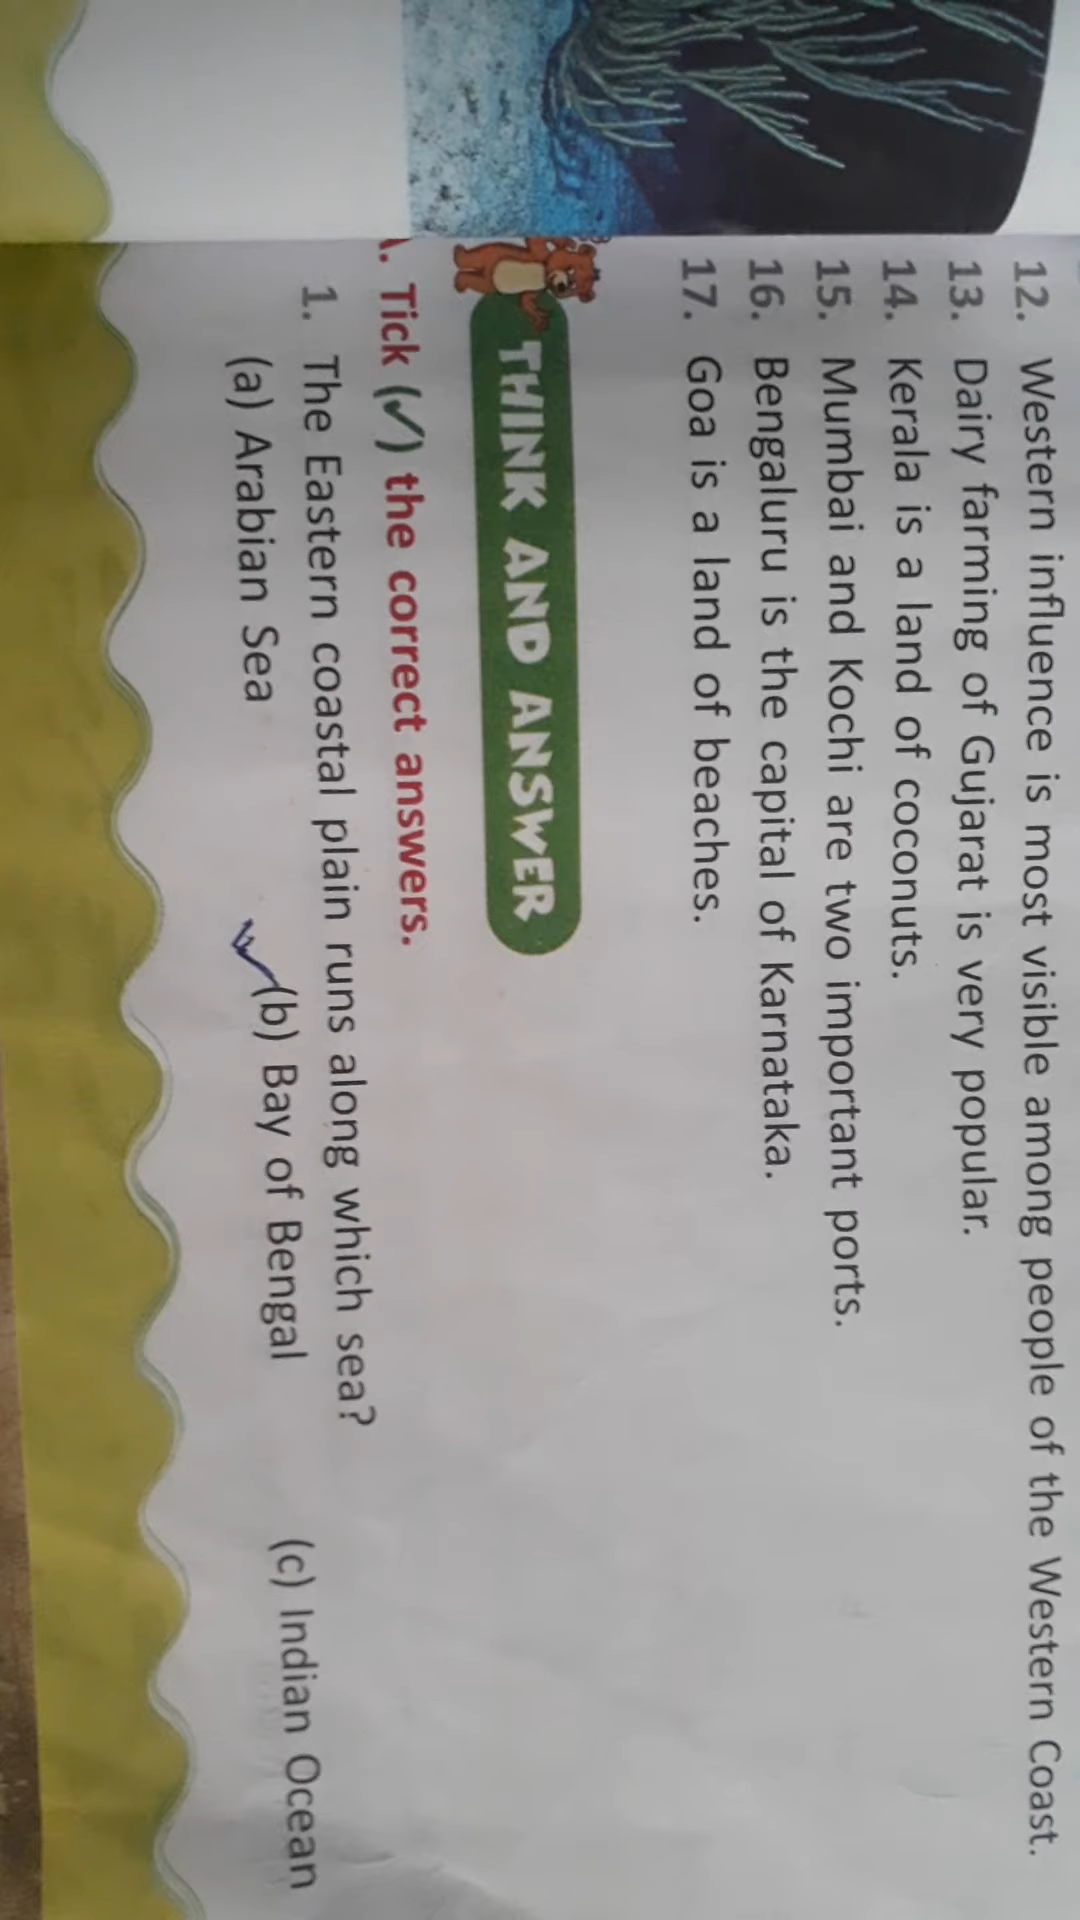 12. Western influence is most visible among people of the Western Coast.
13. Dairy farming of Gujarat is very popular.
14. Kerala is a land of coconuts.
15. Mumbai and Kochi are two important ports.
16. Bengaluru is the capital of Karnataka.
17. Goa is a land of beaches.
THINK AND ANSWER
A. Tick (✓) the correct answers.
1. The Eastern coastal plain runs along which sea?
(a) Arabian Sea (b) Bay of Bengal (c) Indian Ocean